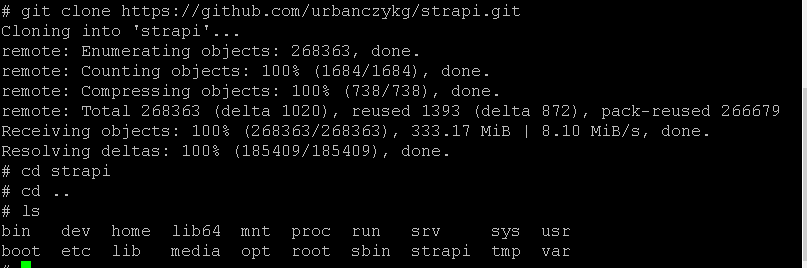 # git clone https://github.com/urbanczykg/strapi.git
Cloning into 'strapi'...
remote: Enumerating objects: 268363, done.
remote: Counting objects: 100% (1684/1684), done.
remote: Compressing objects: 100% (738/738), done.
remote: Total 268363 (delta 1020), reused 1393 (delta 872), pack-reused 266679
Receiving objects: 100% (268363/268363), 333.17 MiB | 8.10 MiB/s, done.
Resolving deltas: 100% (185409/185409), done.
# cd strapi
# cd ..
# ls
bin   dev  home  lib64  mnt  proc  run   srv     sys  usr
boot  etc  lib   media  opt  root  sbin  strapi  tmp  var
#